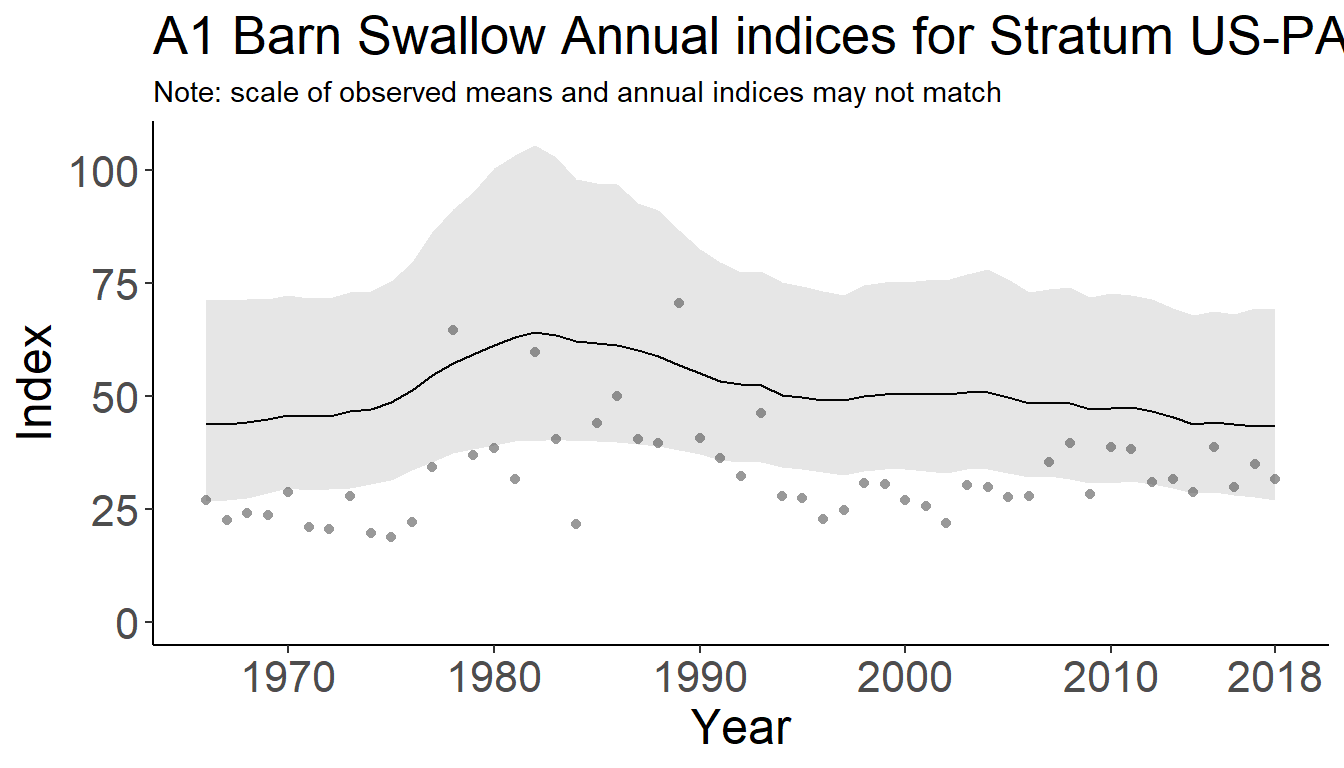 A1 Barn Swallow Annual indices for Stratum US-PA
Note: scale of observed means and annual indices may not match
100
75
50
25
0
Index
1970 1980 1990 2000 2010 2018
Year